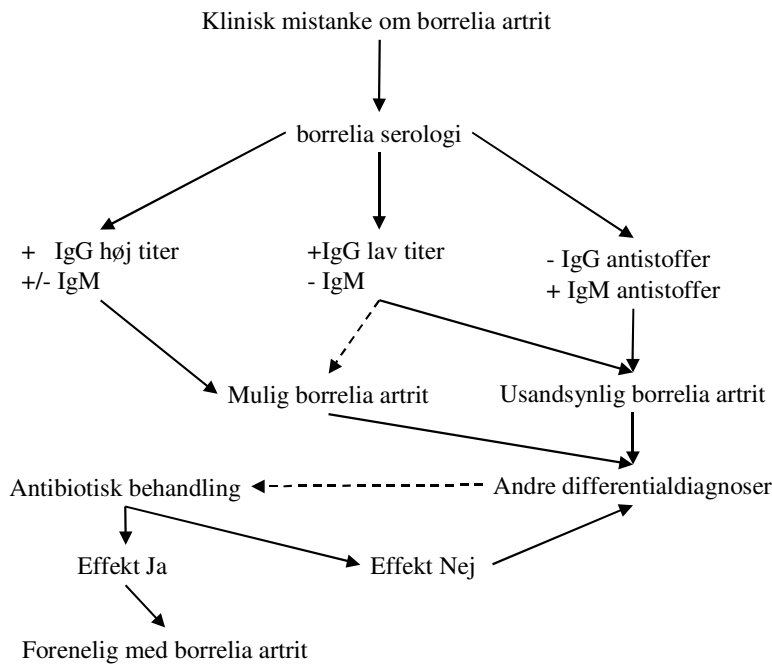 Klinisk mistanke om borrelia artrit
borrelia serologi
+ IgG høj titer
+/- IgM
+IgG lav titer
- IgM
- IgG antistoffer
+ IgM antistoffer
Mulig borrelia artrit
Usandsynlig borrelia artrit
Antibiotisk behandling
Andre differentialdiagnoser
Effekt Ja
Effekt Nej
Forenelig med borrelia artrit